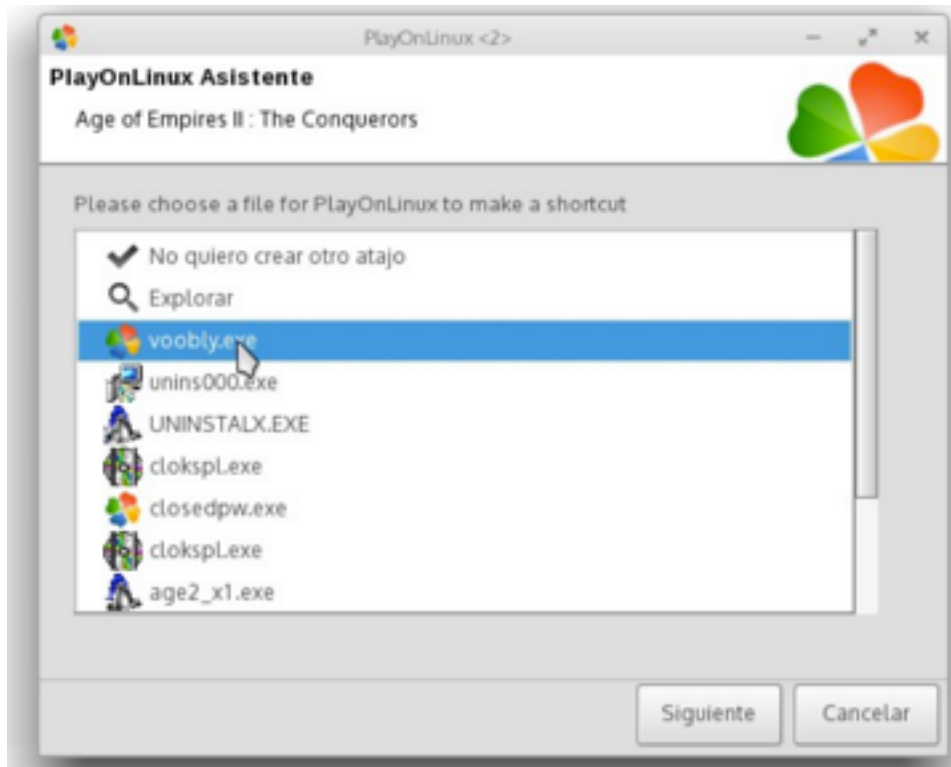 PlayOnLinux <2>
PlayOnLinux Asistente
Age of Empires II : The Conquerors
Please choose a file for PlayOnLinux to make a shortcut
No quiero crear otro atajo
Explorar
voobly.exe
unins000.exe
UNINSTALX.EXE
clokspl.exe
closedpw.exe
clokspl.exe
age2_x1.exe
Siguiente
Cancelar